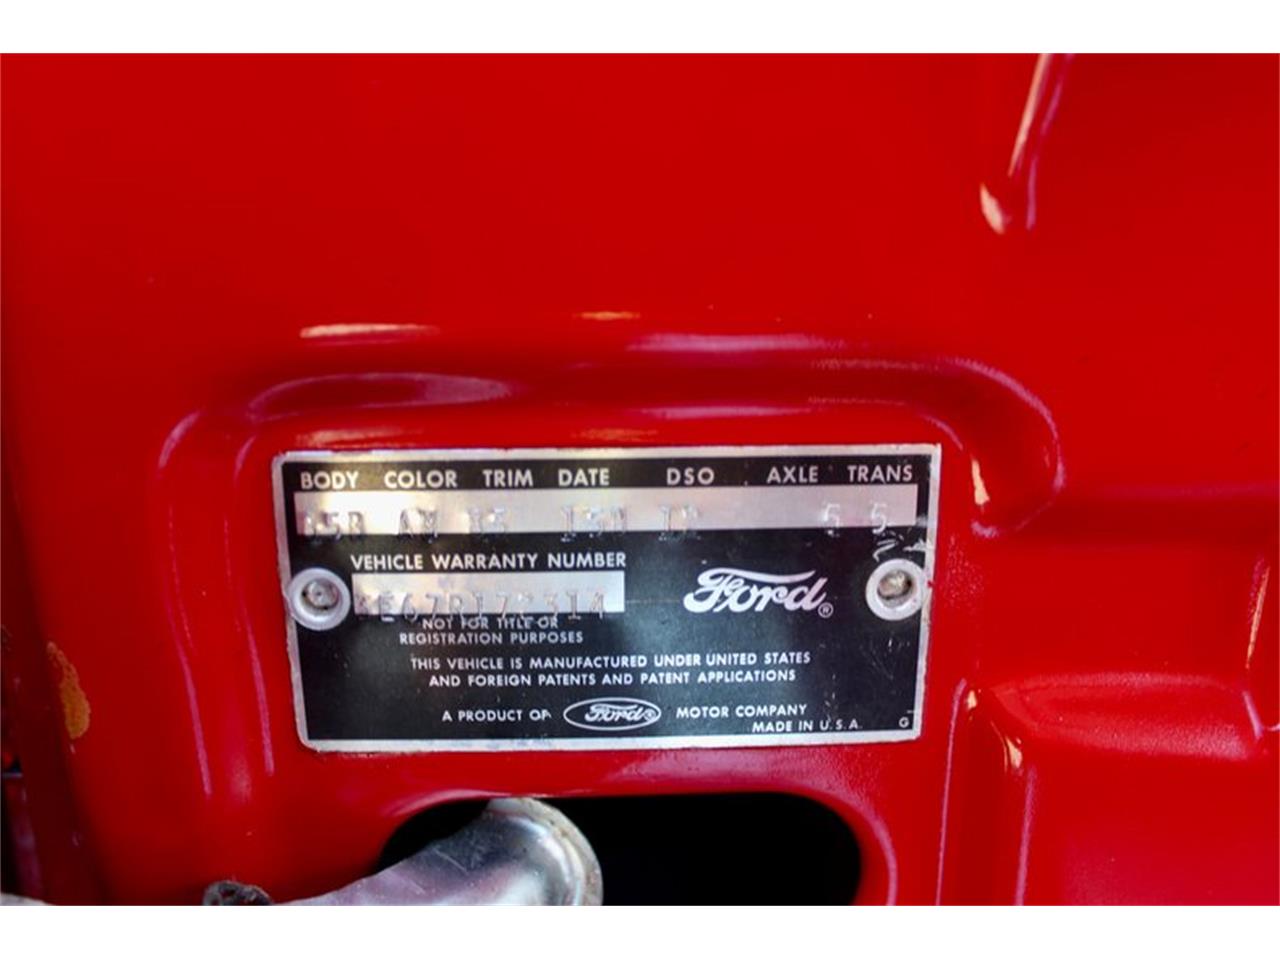 BODY COLOR TRIM DATE DSO AXLE TRANS
5 5
VEHICLE WARRANTY NUMBER
Ford®
NOT FOR TITLE OR
REGISTRATION PURPOSES
THIS VEHICLE IS MANUFACTURED UNDER UNITED STATES
AND FOREIGN PATENTS AND PATENT APPLICATIONS
A PRODUCT OF Ford® MOTOR COMPANY
MADE IN U.S.A. G